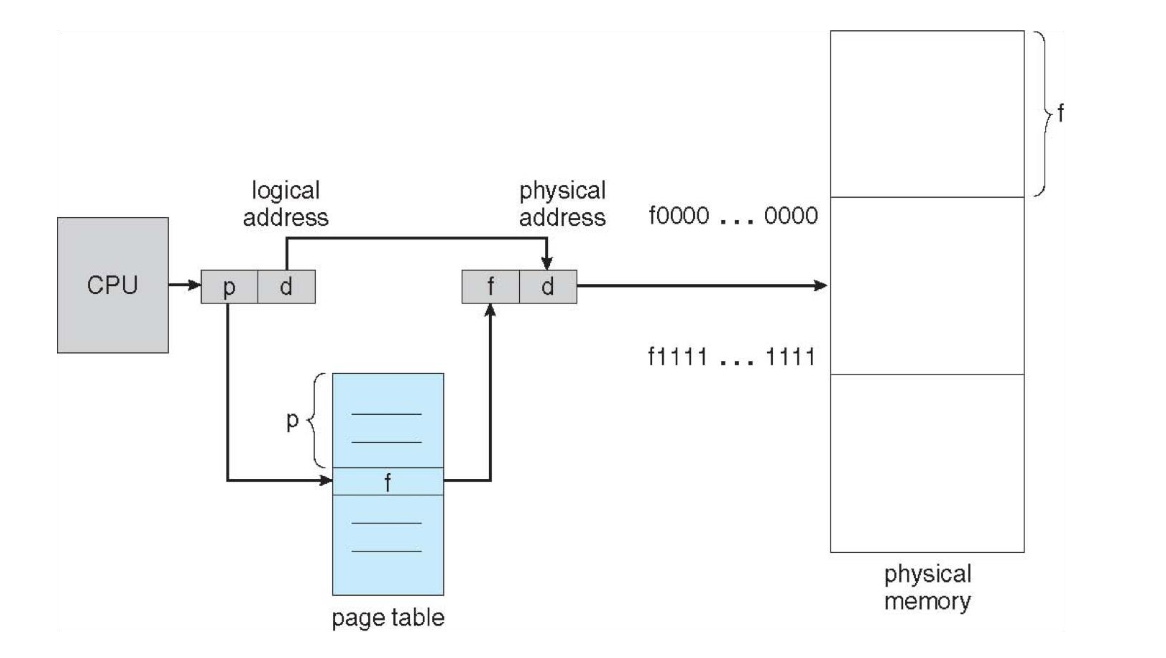 f
logical
address
physical
address
f0000 ... 0000
CPU
p
d
f
d
f1111 ... 1111
p
f
page table
physical
memory